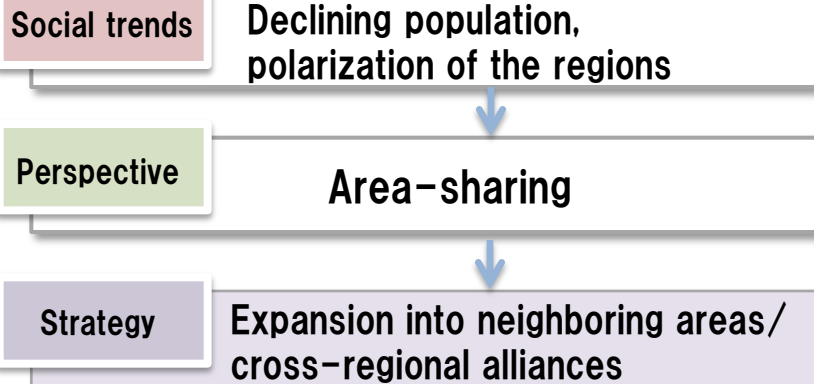 Social trends
Declining population,
polarization of the regions
Perspective
Area-sharing
Strategy
Expansion into neighboring areas/
cross-regional alliances